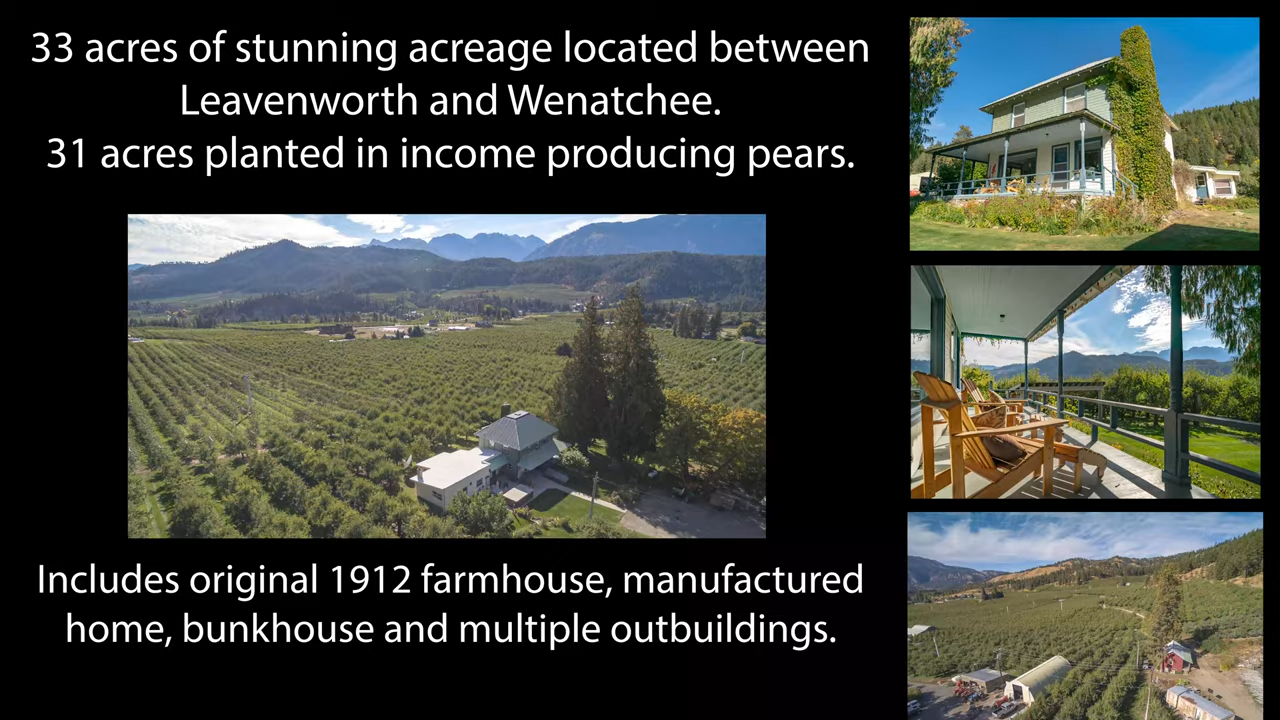 33 acres of stunning acreage located between
Leavenworth and Wenatchee.
31 acres planted in income producing pears.
Includes original 1912 farmhouse, manufactured
home, bunkhouse and multiple outbuildings.